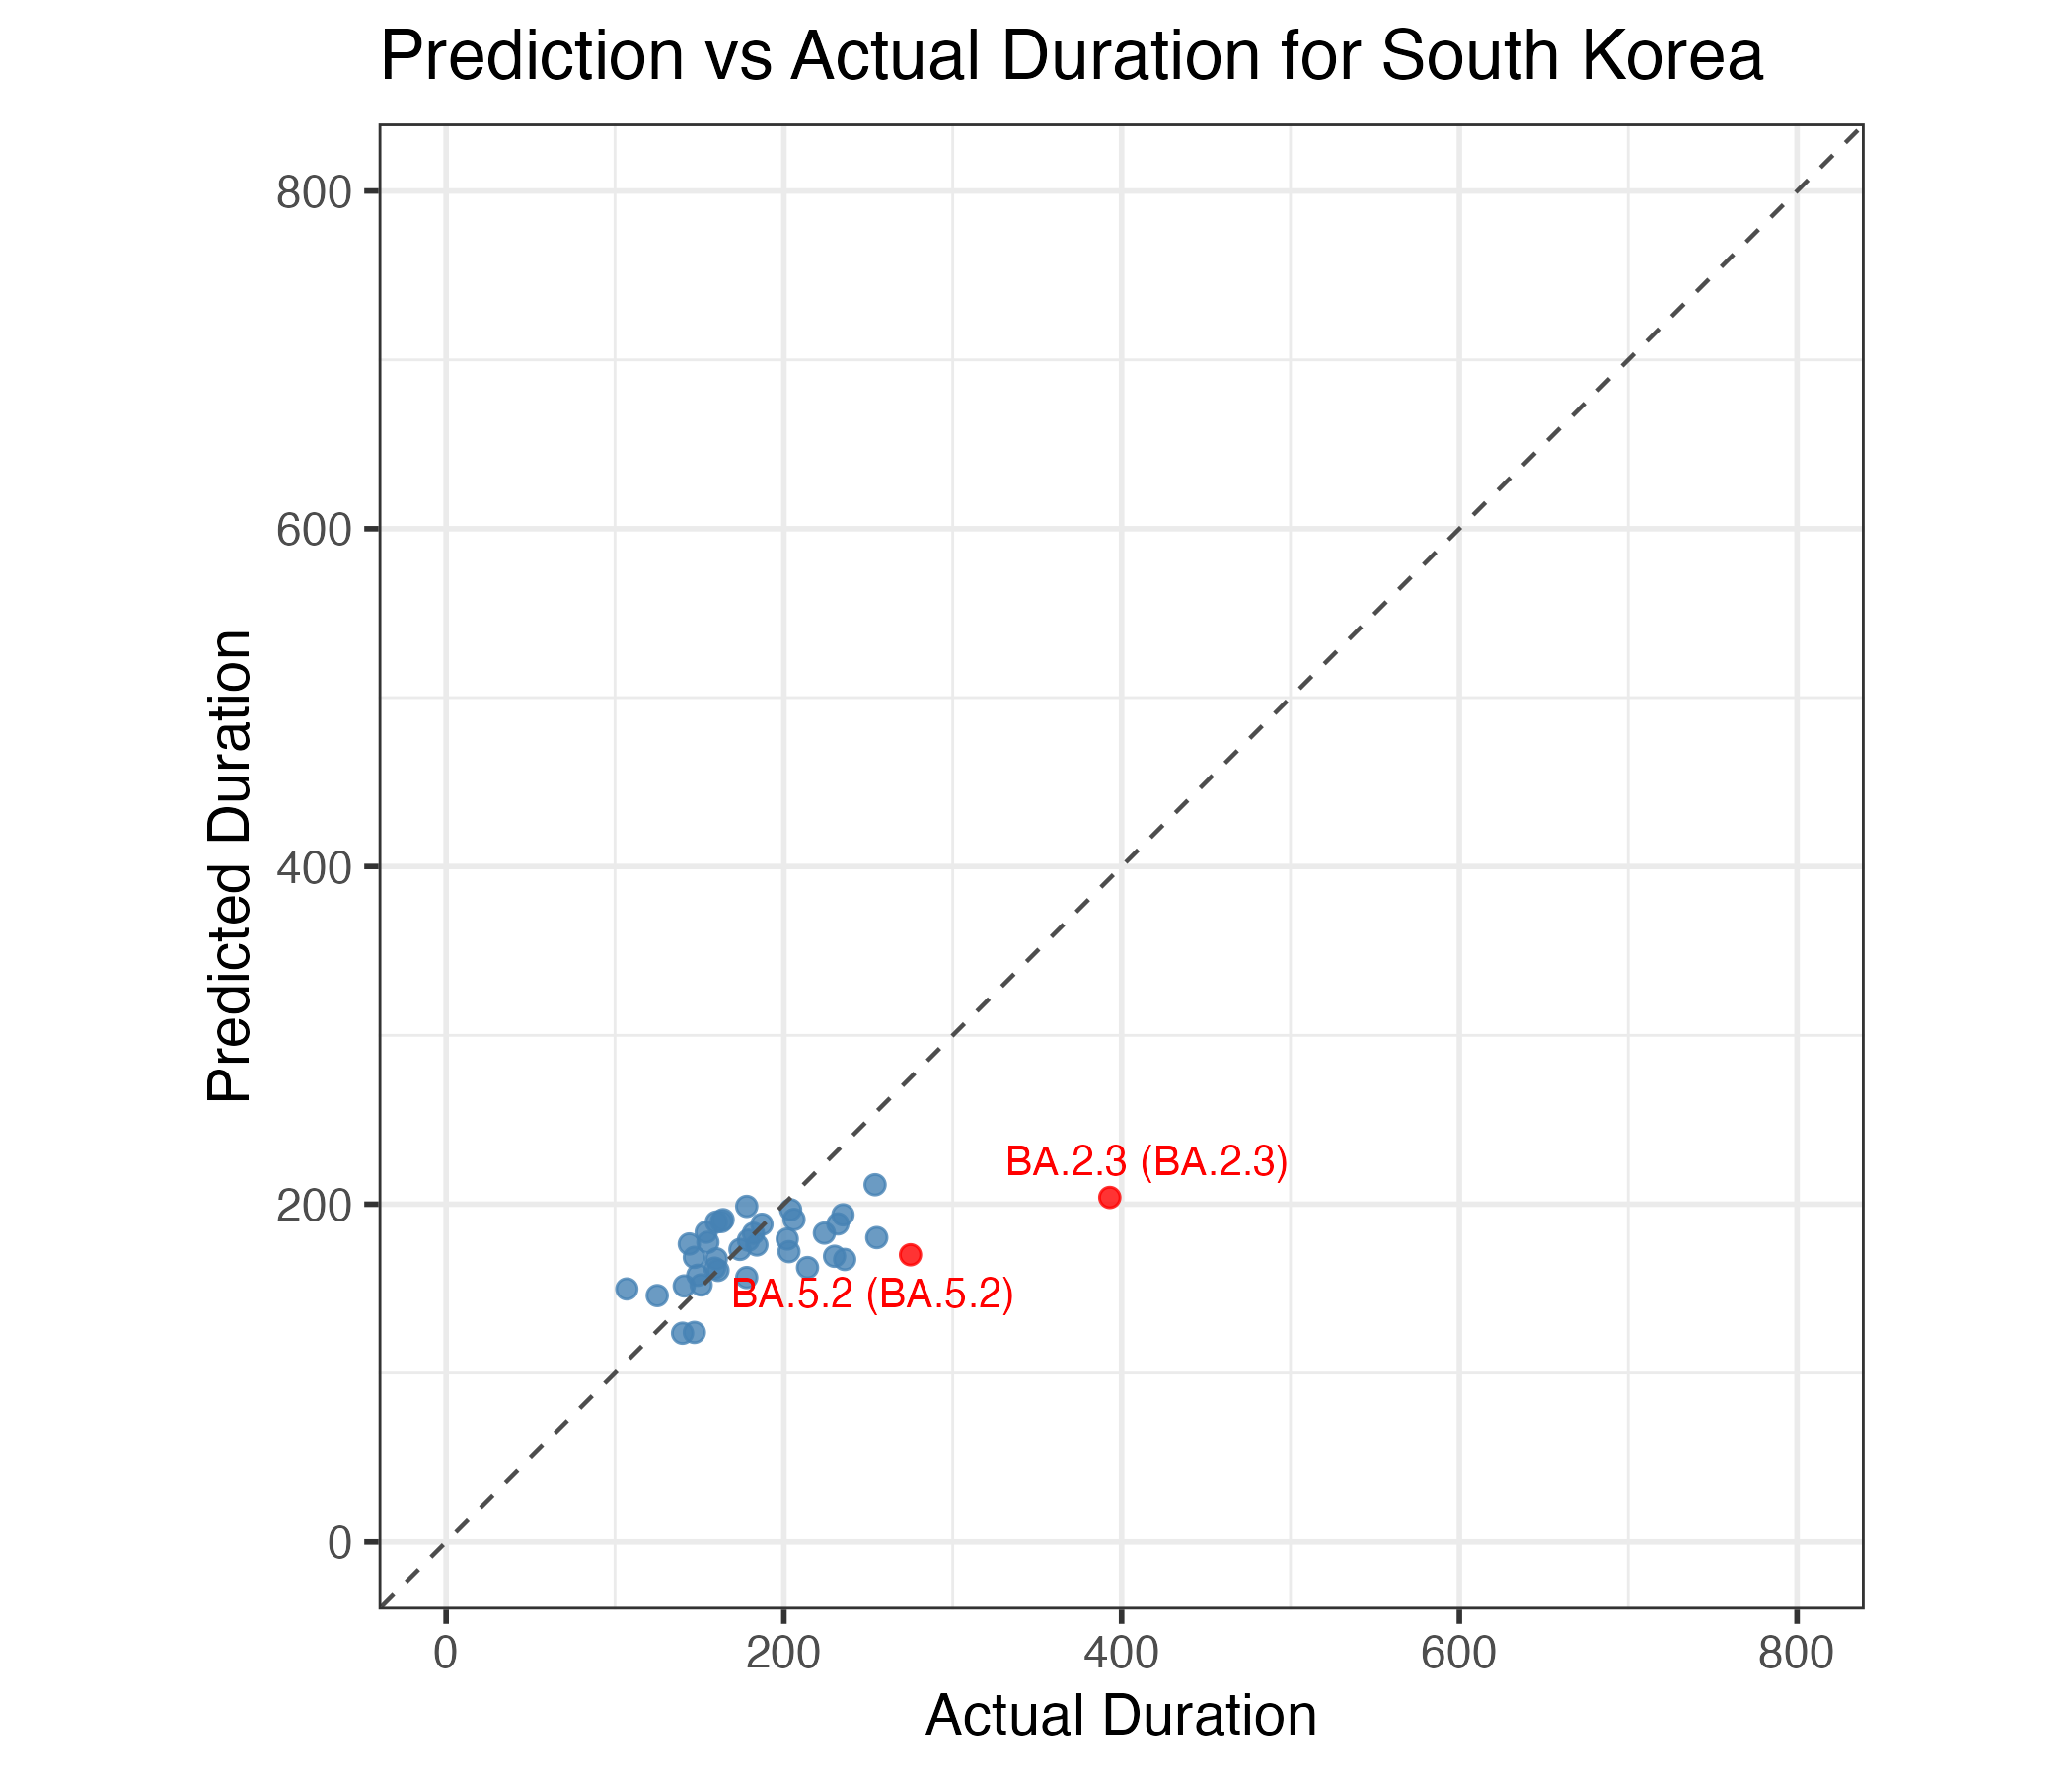 Prediction vs Actual Duration for South Korea
800
600
400
200
0
Predicted Duration
BA.2.3 (BA.2.3)
BA.5.2 (BA.5.2)
0 200 400 600 800
Actual Duration